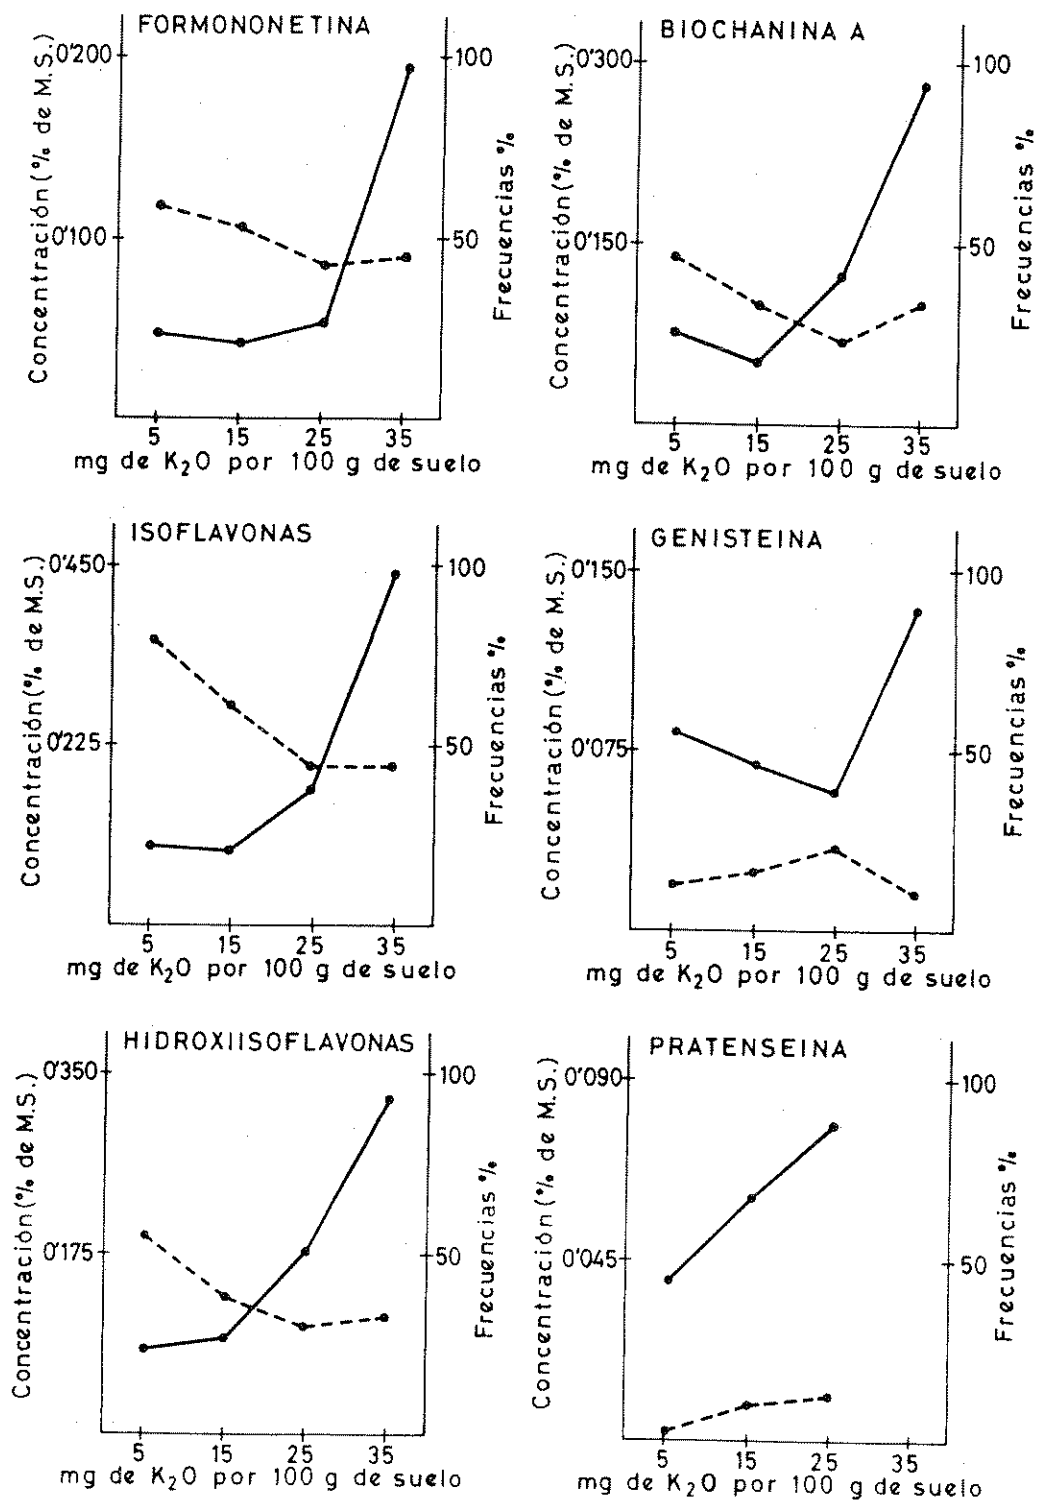 FORMONONETINA
Concentración (% de M.S.)
0'200
0'100
100
50
Frecuencias %
5 15 25 35
mg de K₂O por 100 g de suelo
BIOCHANINA A
Concentración (% de M.S.)
0'300
0'150
100
50
Frecuencias %
5 15 25 35
mg de K₂O por 100 g de suelo
ISOFLAVONAS
Concentración (% de M.S.)
0'450
0'225
100
50
Frecuencias %
5 15 25 35
mg de K₂O por 100 g de suelo
GENISTEINA
Concentración (% de M.S.)
0'150
0'075
100
50
Frecuencias %
5 15 25 35
mg de K₂O por 100 g de suelo
HIDROXIISOFLAVONAS
Concentración (% de M.S.)
0'350
0'175
100
50
Frecuencias %
5 15 25 35
mg de K₂O por 100 g de suelo
PRATENSEINA
Concentración (% de M.S.)
0'090
0'045
100
50
Frecuencias %
5 15 25 35
mg de K₂O por 100 g de suelo